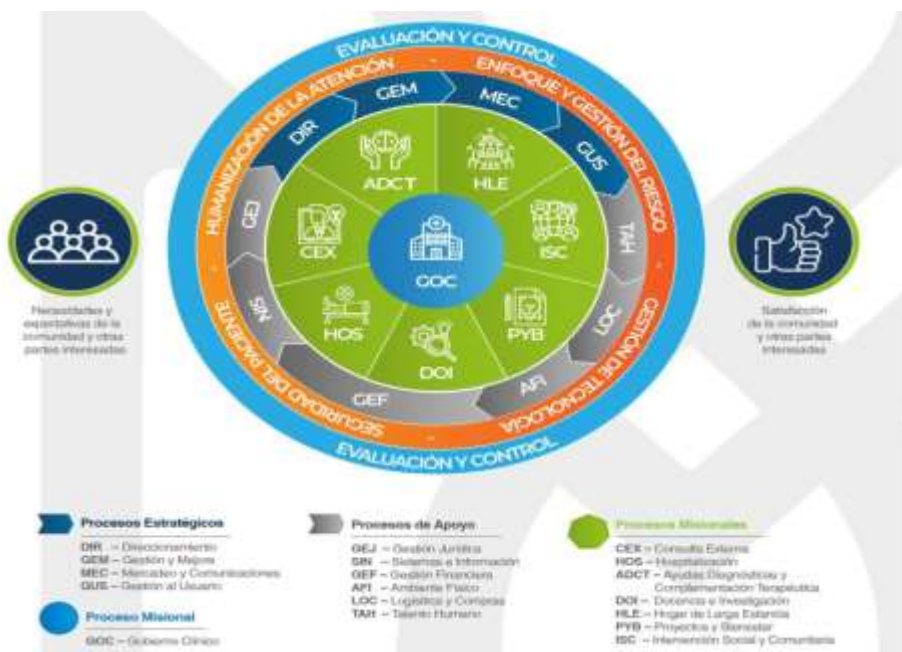 EVALUACIÓN Y CONTROL
HUMANIZACIÓN DE LA ATENCIÓN - ENFOQUE Y GESTIÓN DEL RIESGO
DIR
GEM
MEC
GUS
GEJ
TAH
ADCT
HLE
CEX
GOC
ISC
SIN
LOC
HOS
PYB
DOI
AFI
GEF
SEGURIDAD DEL PACIENTE - GESTIÓN DE TECNOLOGÍA
EVALUACIÓN Y CONTROL
Necesidades y
expectativas de la
comunidad y otras
partes interesadas
Satisfacción
de la comunidad
y otras partes
interesadas
Procesos Estratégicos
DIR – Direccionamiento
GEM – Gestión y Mejora
MEC – Mercadeo y Comunicaciones
GUS – Gestión al Usuario
Proceso Misional
GOC – Gobierno Clínico
Procesos de Apoyo
GEJ – Gestión Jurídica
SIN – Sistemas e Información
GEF – Gestión Financiera
AFI – Ambiente Físico
LOC – Logística y Compras
TAH – Talento Humano
Procesos Misionales
CEX – Consulta Externa
HOS – Hospitalización
ADCT – Ayudas Diagnósticas y
Complementación Terapéutica
DOI – Docencia e Investigación
HLE – Hogar de Larga Estancia
PYB – Proyectos y Bienestar
ISC – Intervención Social y Comunitaria